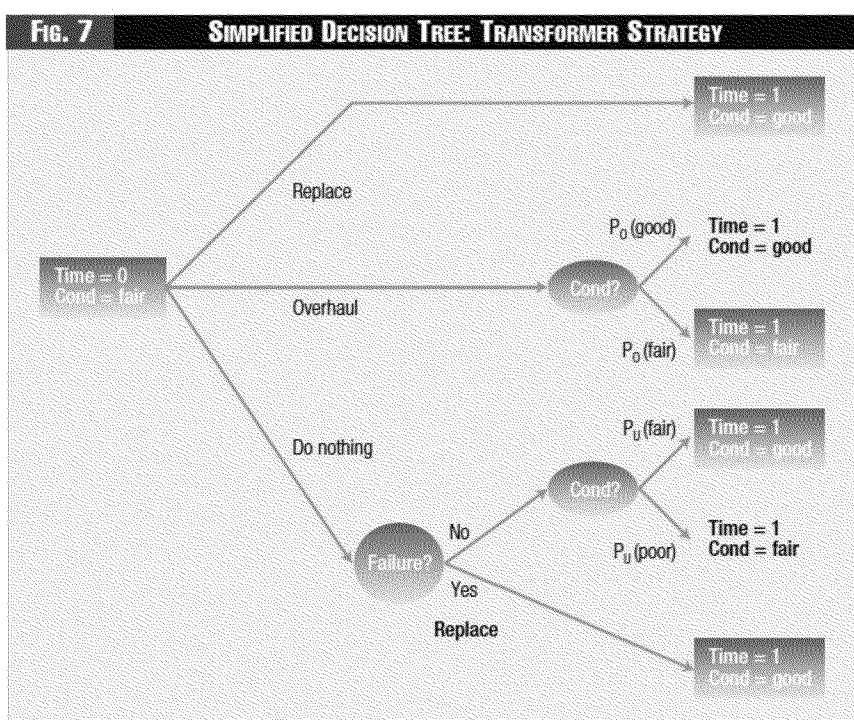 FIG. 7
SIMPLIFIED DECISION TREE: TRANSFORMER STRATEGY
Time = 1
Cond = good
Replace
P₀ (good)
Time = 1
Cond = good
Time = 0
Cond = fair
Cond?
Overhaul
P₀ (fair)
Time = 1
Cond = fair
Do nothing
Pᵤ (fair)
Time = 1
Cond = good
Cond?
No
Pᵤ (poor)
Time = 1
Cond = fair
Failure?
Yes
Replace
Time = 1
Cond = good